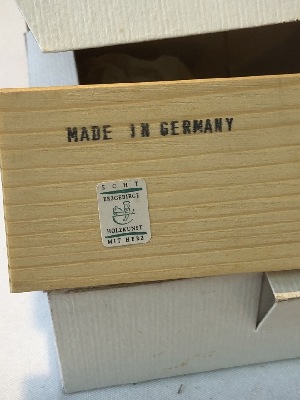 MADE IN GERMANY
ECHT
ERZGEBIRGE
HOLZKUNST
MIT HERZ